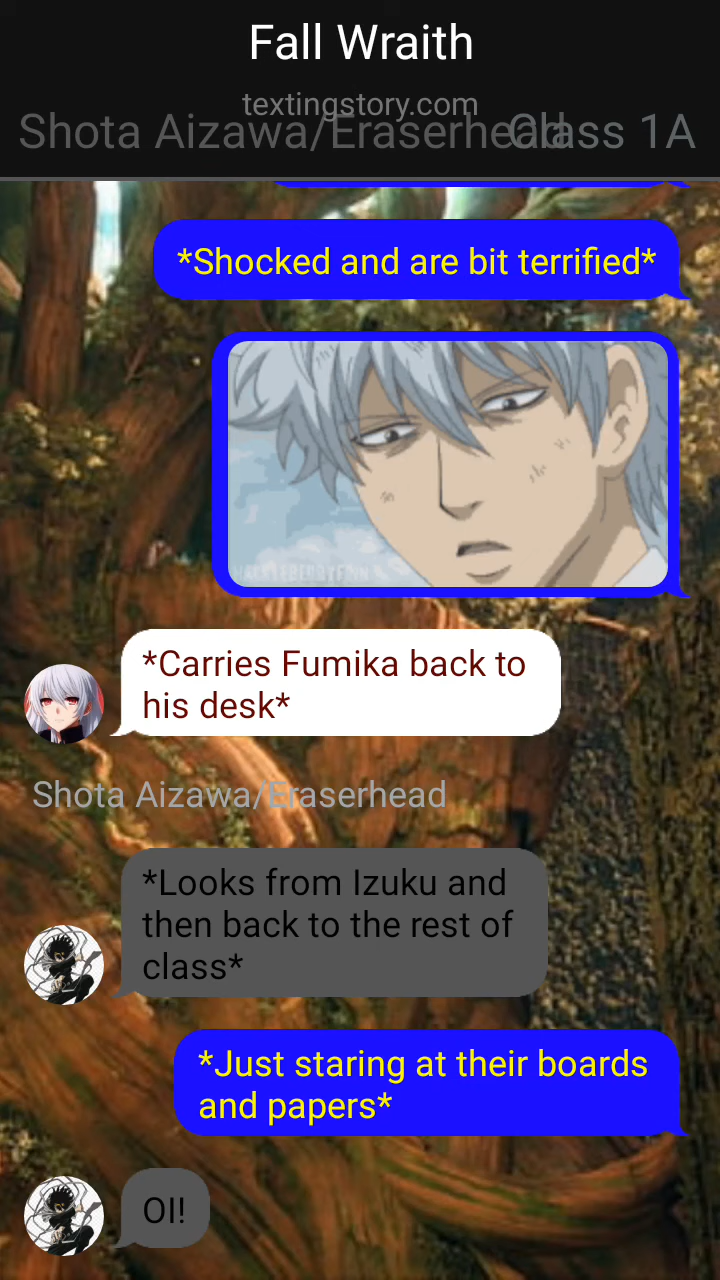 Fall Wraith
textingstory.com
Shota Aizawa/Eraserhead
Class 1A
*Shocked and are bit terrified*
*Carries Fumika back to
his desk*
Shota Aizawa/Eraserhead
*Looks from Izuku and
then back to the rest of
class*
*Just staring at their boards
and papers*
OI!